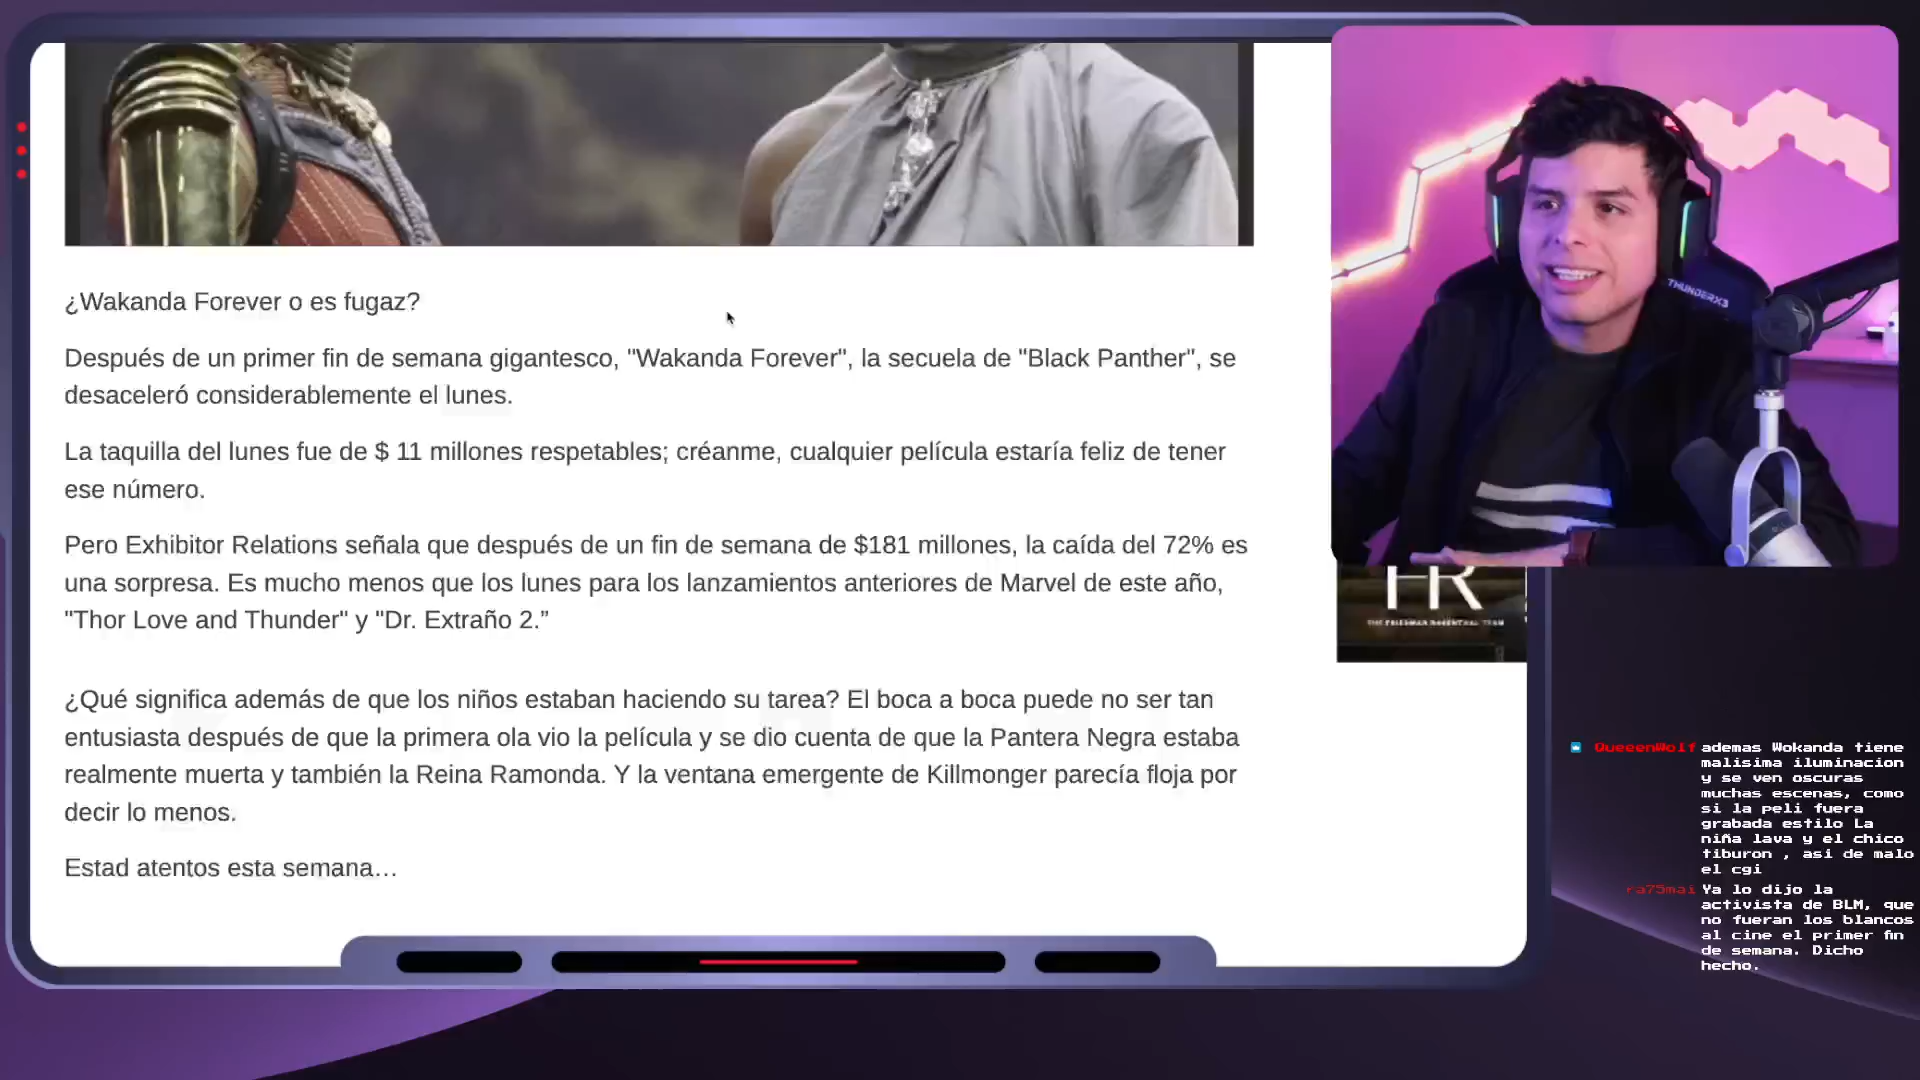 ¿Wakanda Forever o es fugaz?
Después de un primer fin de semana gigantesco, "Wakanda Forever", la secuela de "Black Panther", se
desaceleró considerablemente el lunes.
La taquilla del lunes fue de $ 11 millones respetables; créanme, cualquier película estaría feliz de tener
ese número.
Pero Exhibitor Relations señala que después de un fin de semana de $181 millones, la caída del 72% es
una sorpresa. Es mucho menos que los lunes para los lanzamientos anteriores de Marvel de este año,
"Thor Love and Thunder" y "Dr. Extraño 2.”
¿Qué significa además de que los niños estaban haciendo su tarea? El boca a boca puede no ser tan
entusiasta después de que la primera ola vio la película y se dio cuenta de que la Pantera Negra estaba
realmente muerta y también la Reina Ramonda. Y la ventana emergente de Killmonger parecía floja por
decir lo menos.
Estad atentos esta semana…
THUNDERX3
THE FRIEDMAN ROSENTHAL TEAM
QueeenWolf ademas Wokanda tiene
malisima iluminacion
y se ven oscuras
muchas escenas, como
si la peli fuera
grabada estilo La
niña lava y el chico
tiburon , asi de malo
el cgi
ra75mai Ya lo dijo la
activista de BLM, que
no fueran los blancos
al cine el primer fin
de semana. Dicho
hecho.